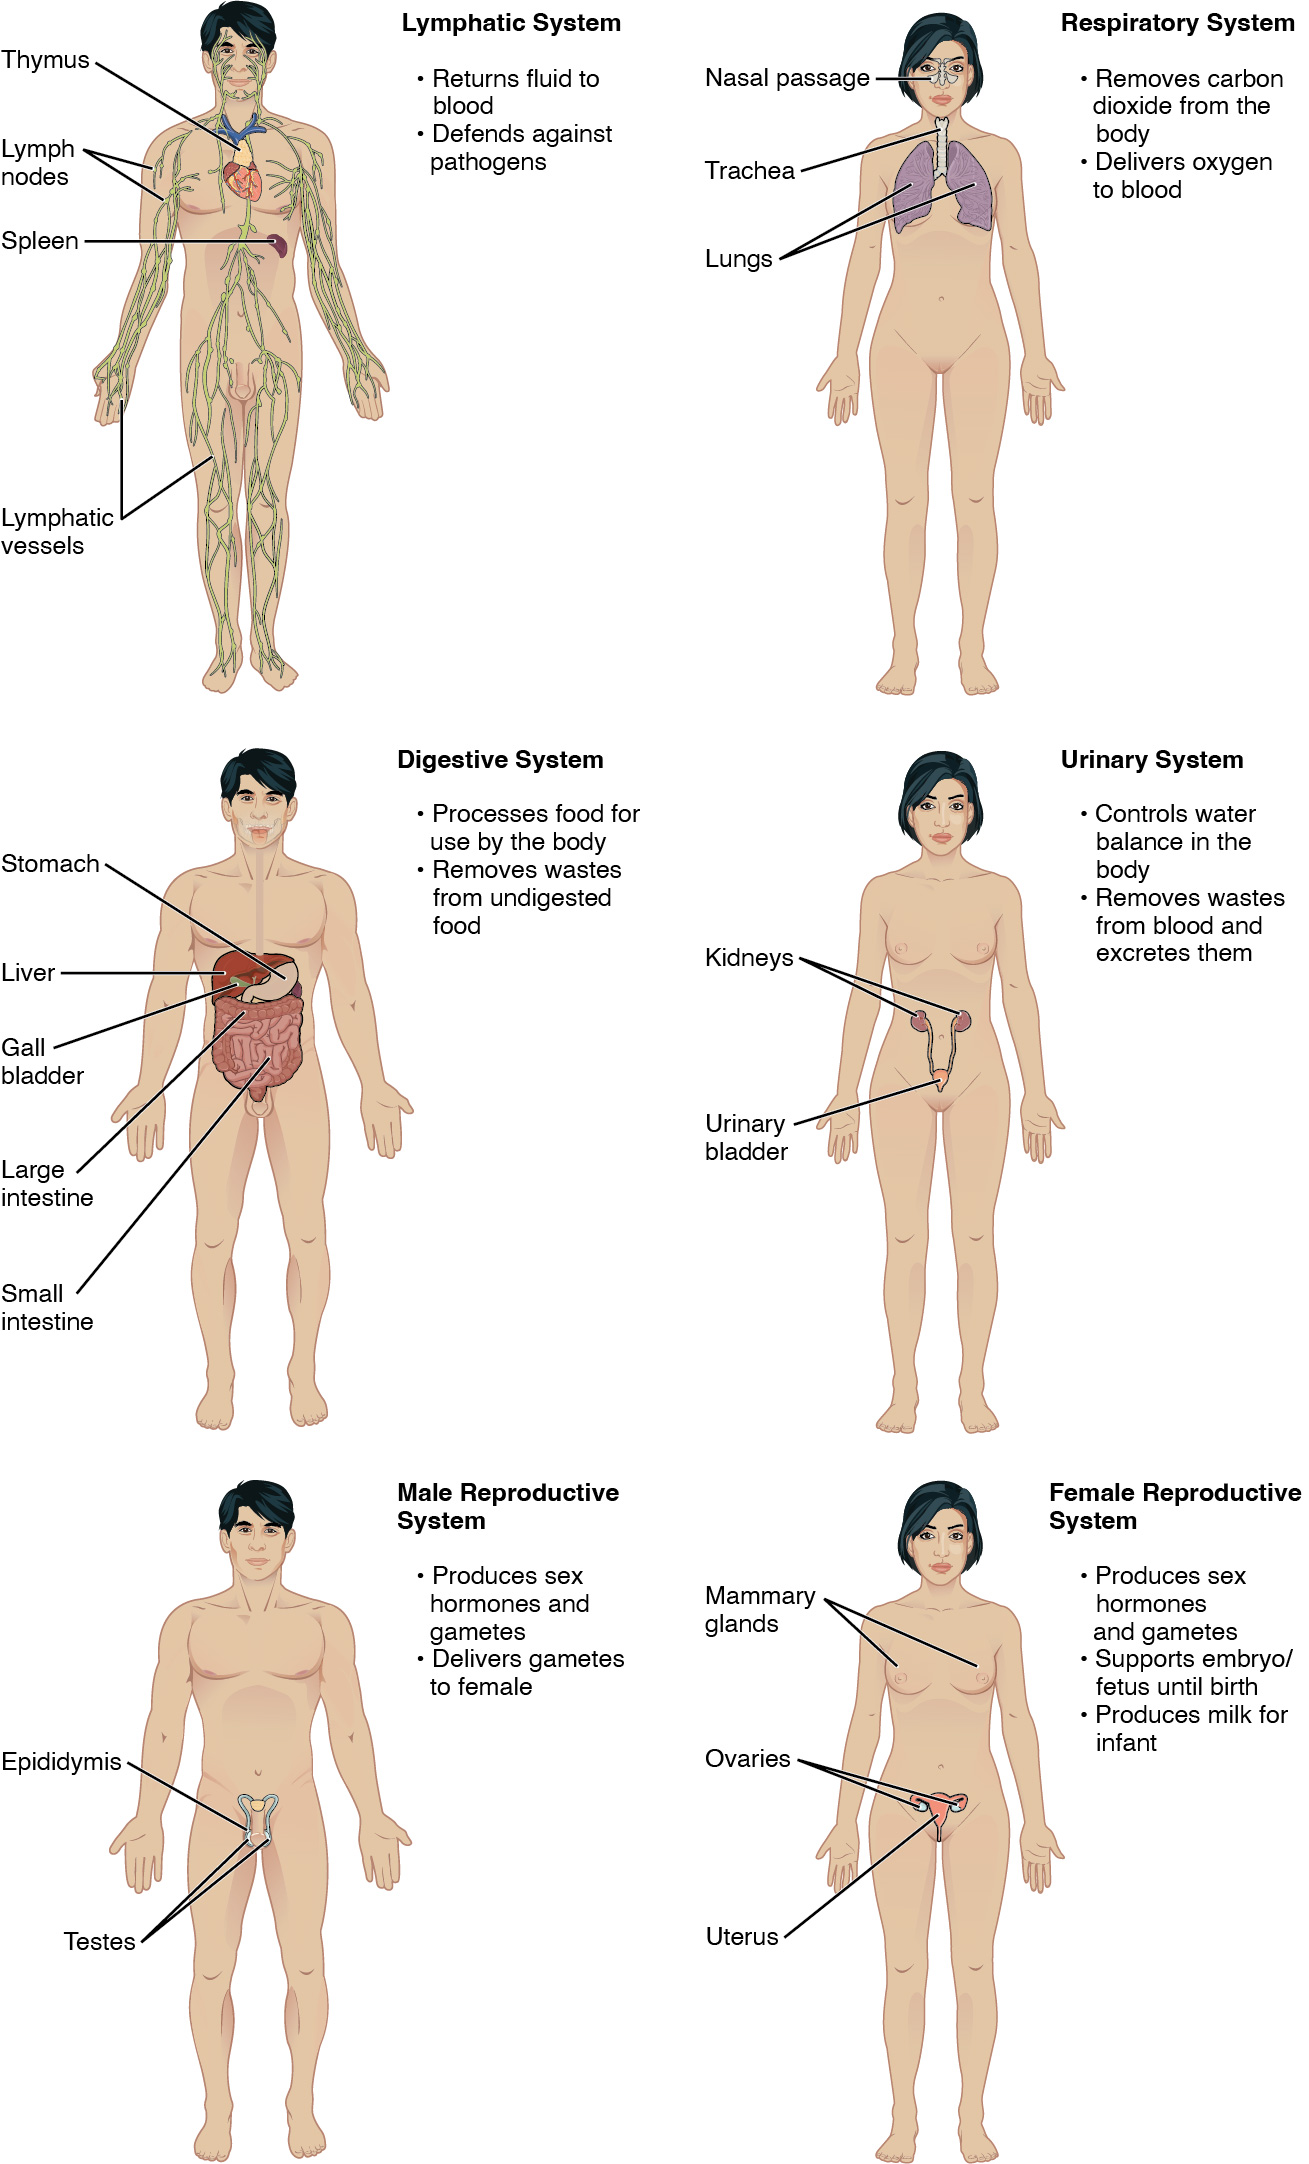 Lymphatic System
• Returns fluid to
blood
• Defends against
pathogens
Thymus
Lymph
nodes
Spleen
Lymphatic
vessels
Respiratory System
• Removes carbon
dioxide from the
body
• Delivers oxygen
to blood
Nasal passage
Trachea
Lungs
Digestive System
• Processes food for
use by the body
• Removes wastes
from undigested
food
Stomach
Liver
Gall
bladder
Large
intestine
Small
intestine
Urinary System
• Controls water
balance in the
body
• Removes wastes
from blood and
excretes them
Kidneys
Urinary
bladder
Male Reproductive
System
• Produces sex
hormones and
gametes
• Delivers gametes
to female
Epididymis
Testes
Female Reproductive
System
• Produces sex
hormones
and gametes
• Supports embryo/
fetus until birth
• Produces milk for
infant
Mammary
glands
Ovaries
Uterus